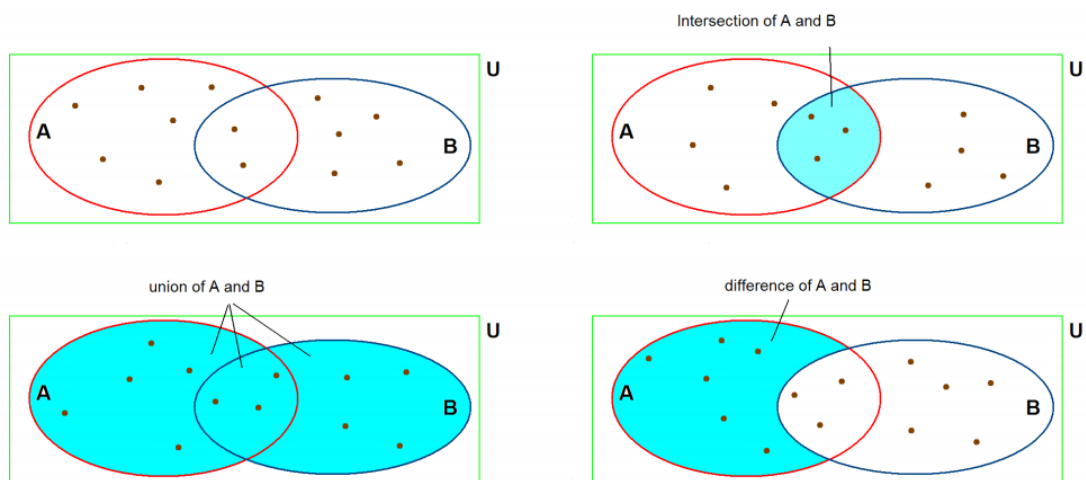 Intersection of A and B
U
U
A
B
A
B
union of A and B
difference of A and B
U
U
A
B
A
B